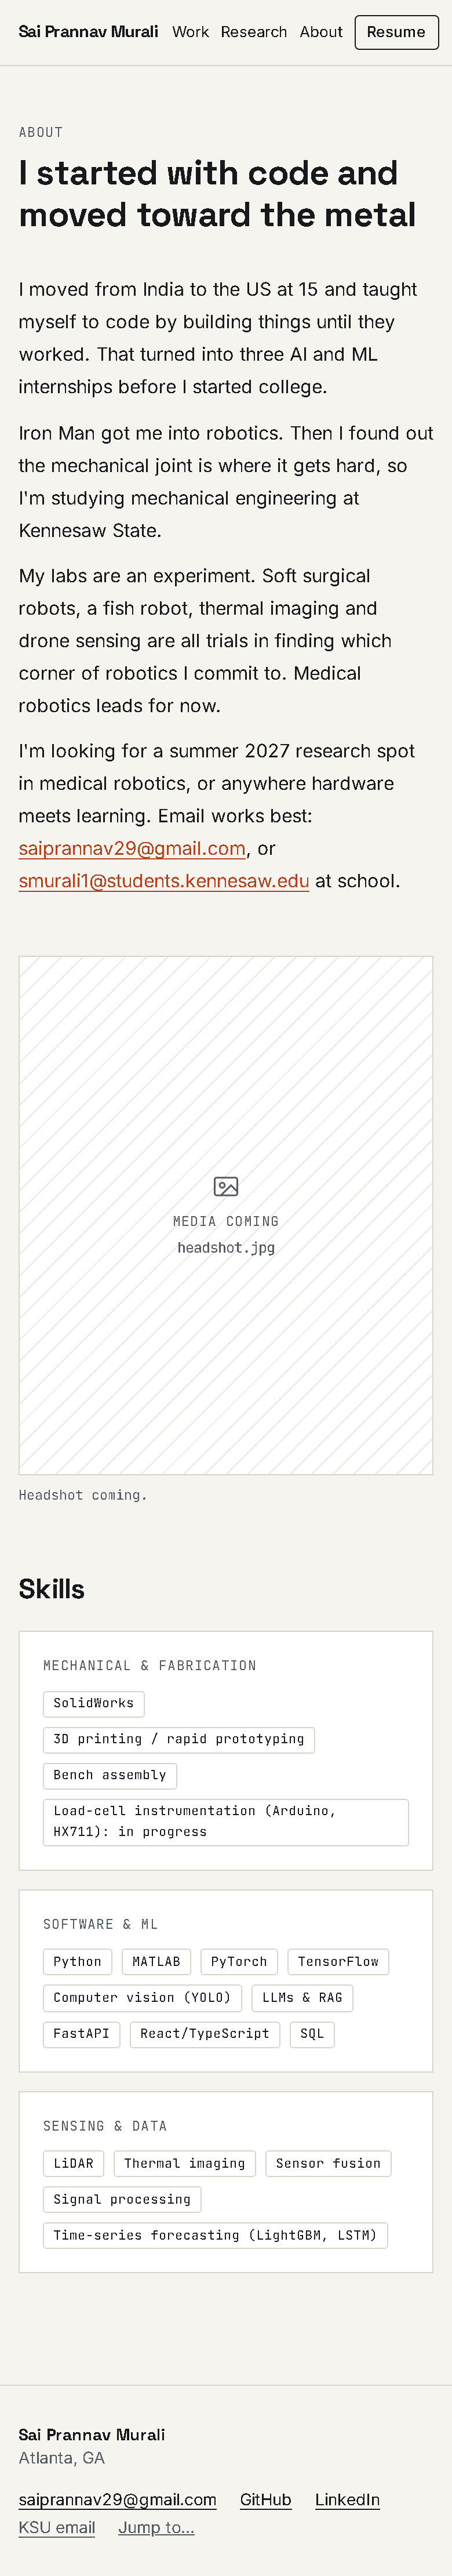 Sai Prannav Murali Work Research About Resume
ABOUT
I started with code and
moved toward the metal
I moved from India to the US at 15 and taught
myself to code by building things until they
worked. That turned into three AI and ML
internships before I started college.
Iron Man got me into robotics. Then I found out
the mechanical joint is where it gets hard, so
I'm studying mechanical engineering at
Kennesaw State.
My labs are an experiment. Soft surgical
robots, a fish robot, thermal imaging and
drone sensing are all trials in finding which
corner of robotics I commit to. Medical
robotics leads for now.
I'm looking for a summer 2027 research spot
in medical robotics, or anywhere hardware
meets learning. Email works best:
saiprannav29@gmail.com, or
smurali1@students.kennesaw.edu at school.
MEDIA COMING
headshot.jpg
Headshot coming.
Skills
MECHANICAL & FABRICATION
SolidWorks
3D printing / rapid prototyping
Bench assembly
Load-cell instrumentation (Arduino,
HX711): in progress
SOFTWARE & ML
Python MATLAB PyTorch TensorFlow
Computer vision (YOLO) LLMs & RAG
FastAPI React/TypeScript SQL
SENSING & DATA
LiDAR Thermal imaging Sensor fusion
Signal processing
Time-series forecasting (LightGBM, LSTM)
Sai Prannav Murali
Atlanta, GA
saiprannav29@gmail.com GitHub LinkedIn
KSU email Jump to...